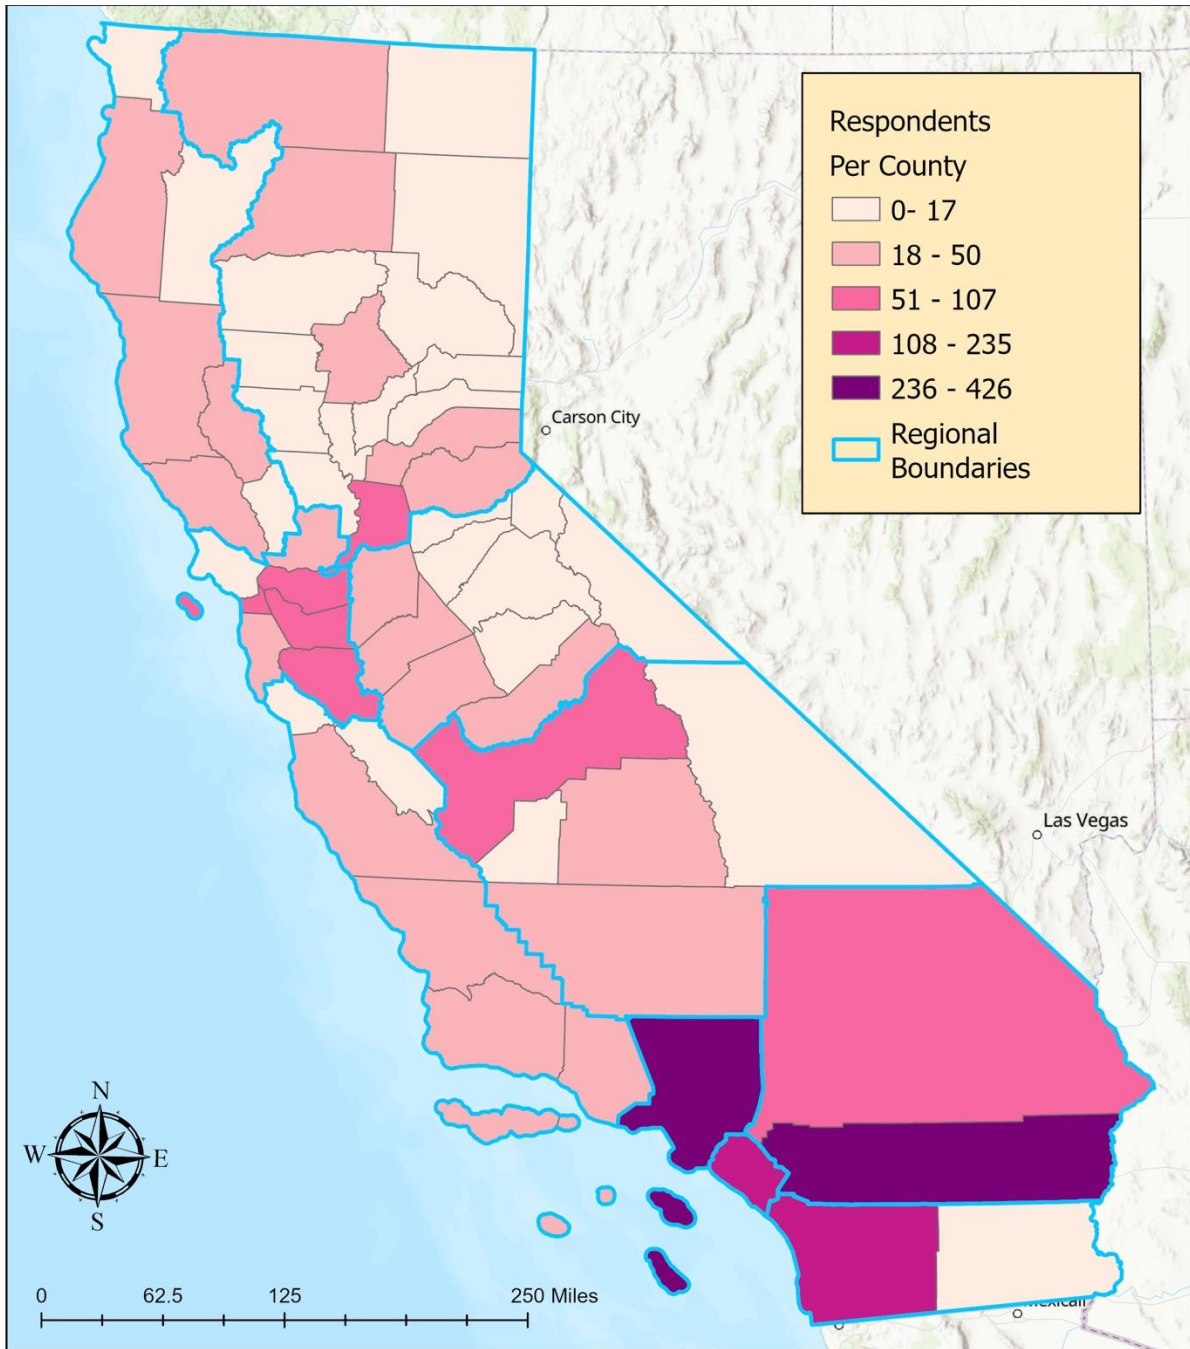 Respondents
Per County
0- 17
18 - 50
51 - 107
108 - 235
236 - 426
Regional
Boundaries
Carson City
Las Vegas
N
W E
S
0 62.5 125 250 Miles
Mexicali